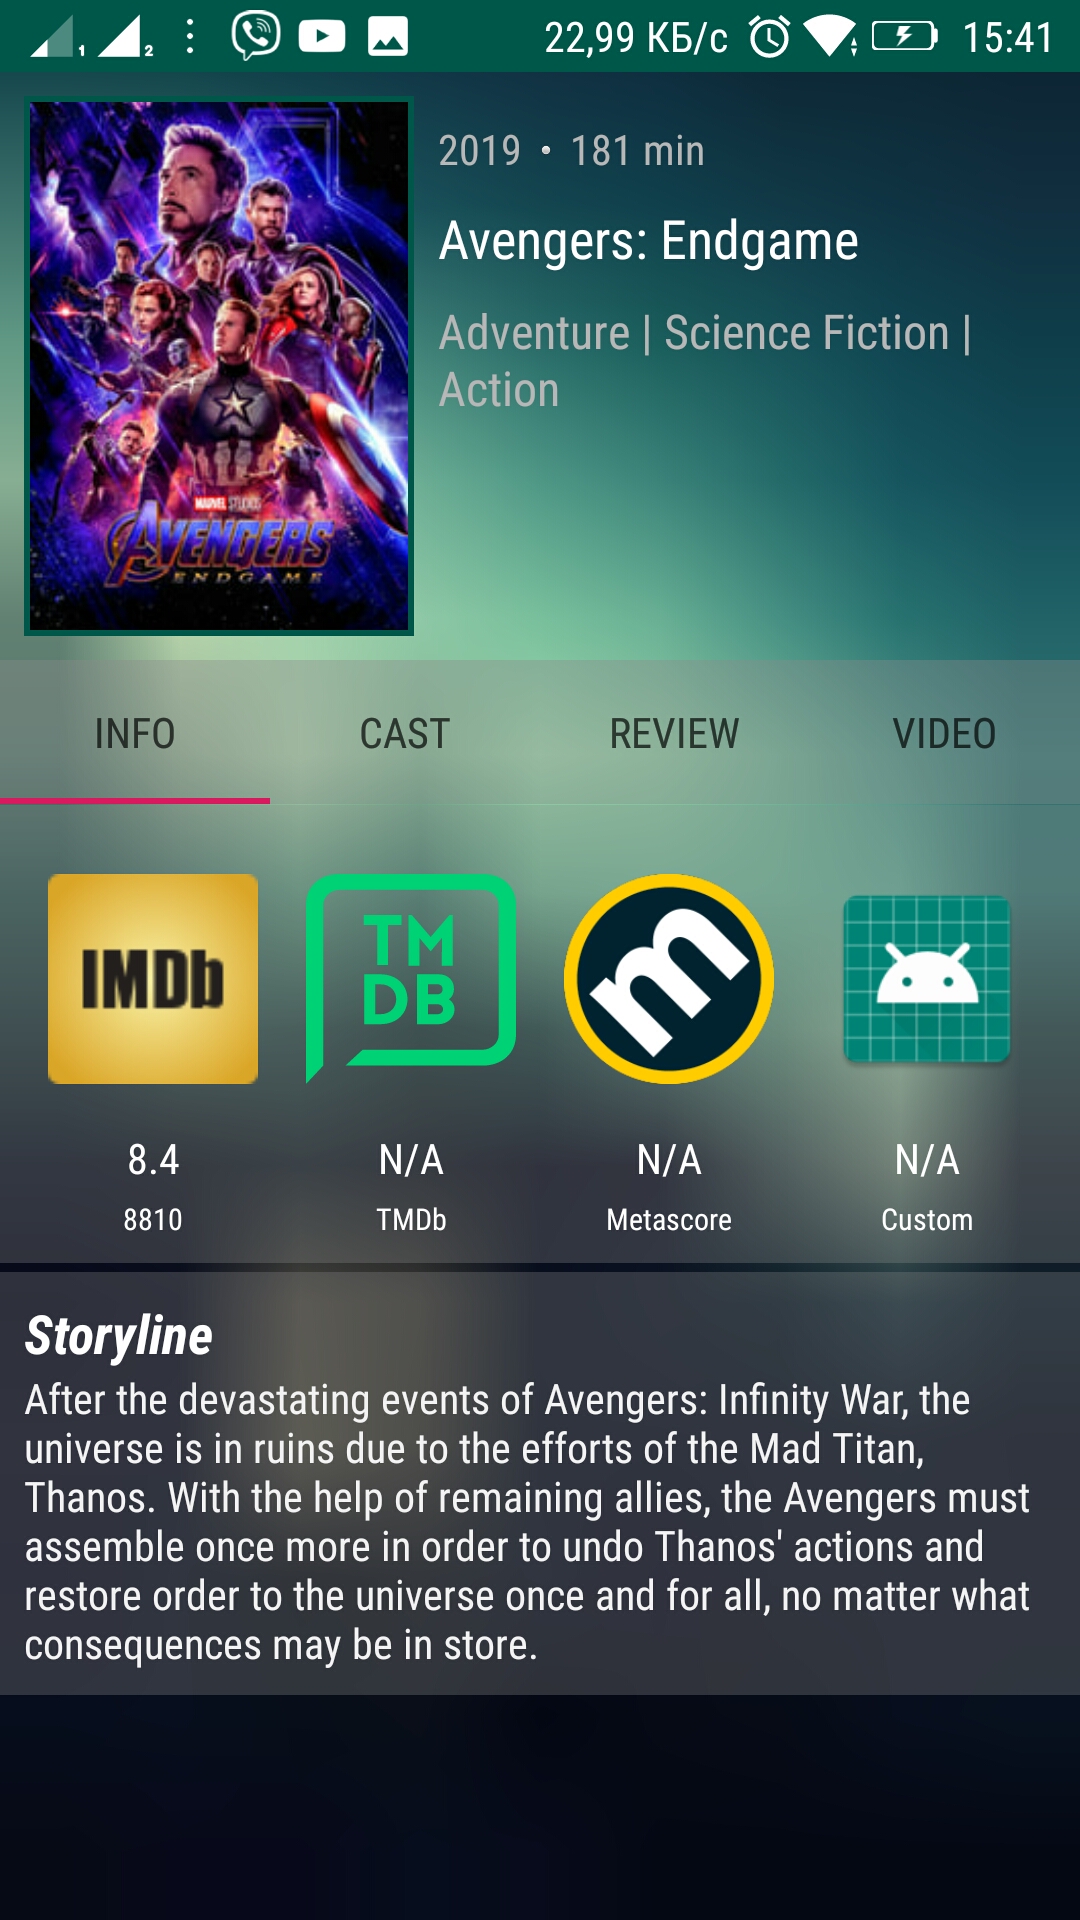 1 2 22,99 КБ/с 15:41
2019 • 181 min
Avengers: Endgame
Adventure | Science Fiction |
Action
MARVEL STUDIOS
AVENGERS
ENDGAME
INFO CAST REVIEW VIDEO
IMDb TM
DB m
8.4 N/A N/A N/A
8810 TMDb Metascore Custom
Storyline
After the devastating events of Avengers: Infinity War, the
universe is in ruins due to the efforts of the Mad Titan,
Thanos. With the help of remaining allies, the Avengers must
assemble once more in order to undo Thanos' actions and
restore order to the universe once and for all, no matter what
consequences may be in store.